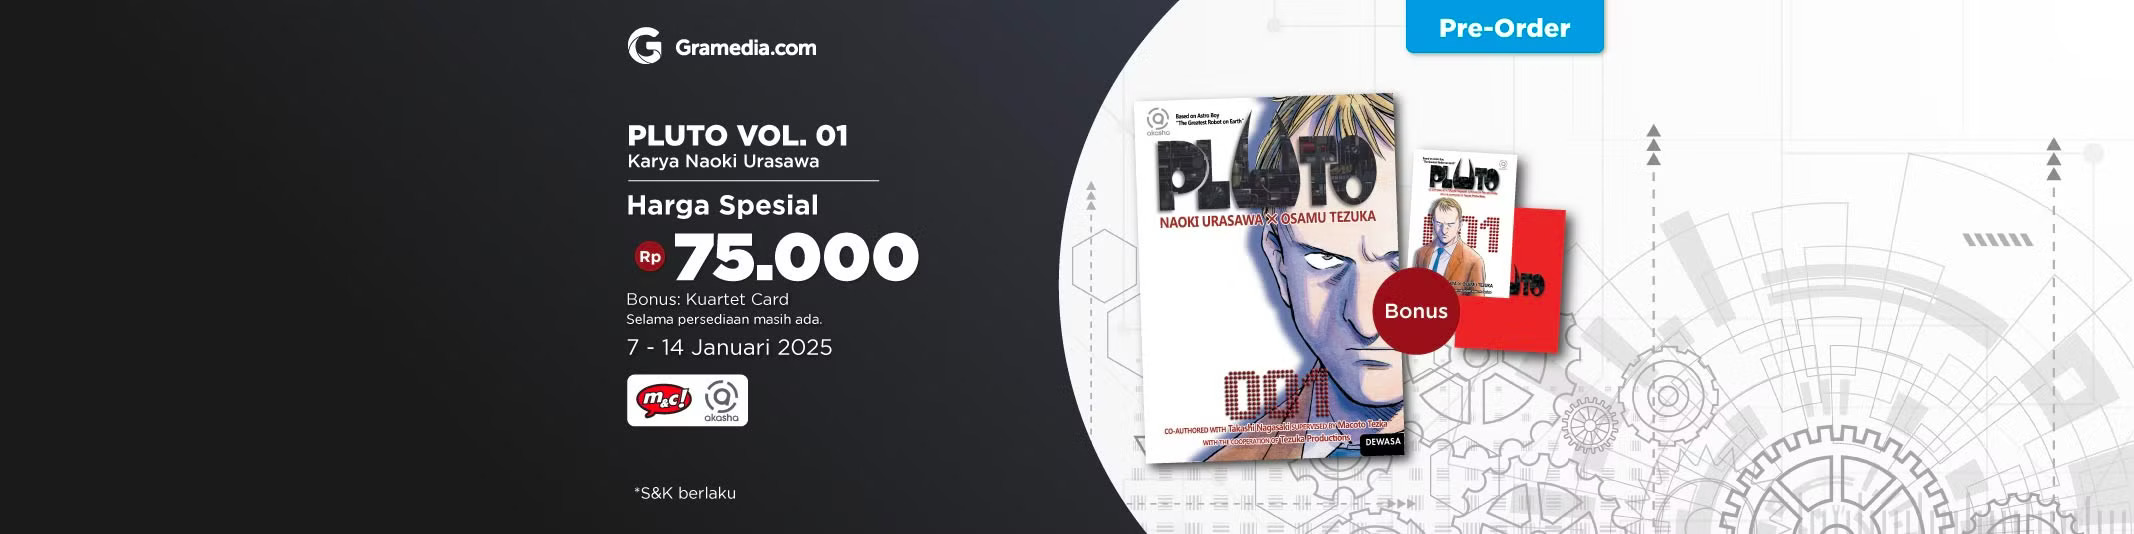 Gramedia.com
Pre-Order
PLUTO VOL. 01
Karya Naoki Urasawa
Harga Spesial
Rp 75.000
Bonus: Kuartet Card
Selama persediaan masih ada.
7 - 14 Januari 2025
m&c!
akasha
*S&K berlaku
akasha
Based on Astro Boy
"The Greatest Robot on Earth"
PLUTO
NAOKI URASAWA × OSAMU TEZUKA
001
CO-AUTHORED WITH Takashi Nagasaki SUPERVISED BY Macoto Tezka
WITH THE COOPERATION OF Tezuka Productions
DEWASA
PLUTO
001
Bonus